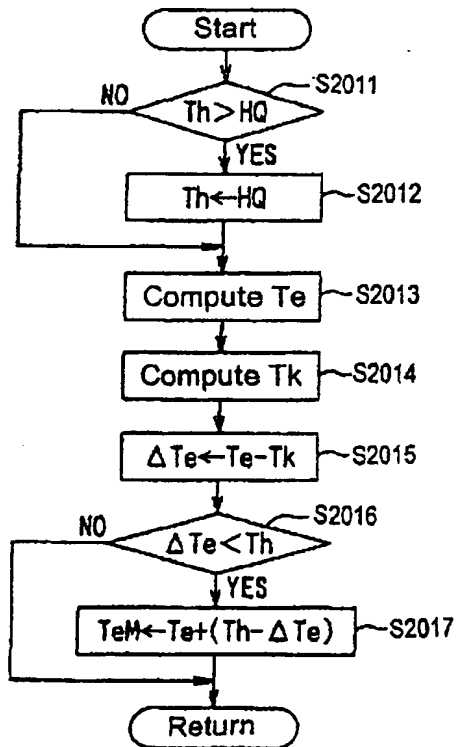 Start
S2011
NO
Th>HQ
YES
Th←HQ
S2012
Compute Te
S2013
Compute Tk
S2014
ΔTe←Te-Tk
S2015
S2016
NO
ΔTe<Th
YES
TeM←Te+(Th-ΔTe)
S2017
Return